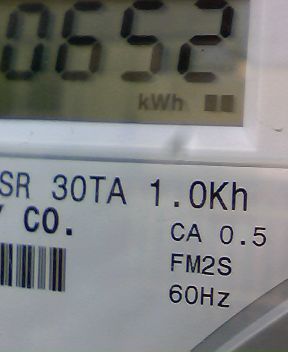 0652
kWh
SR 30TA 1.0Kh
Y CO.
CA 0.5
FM2S
60Hz